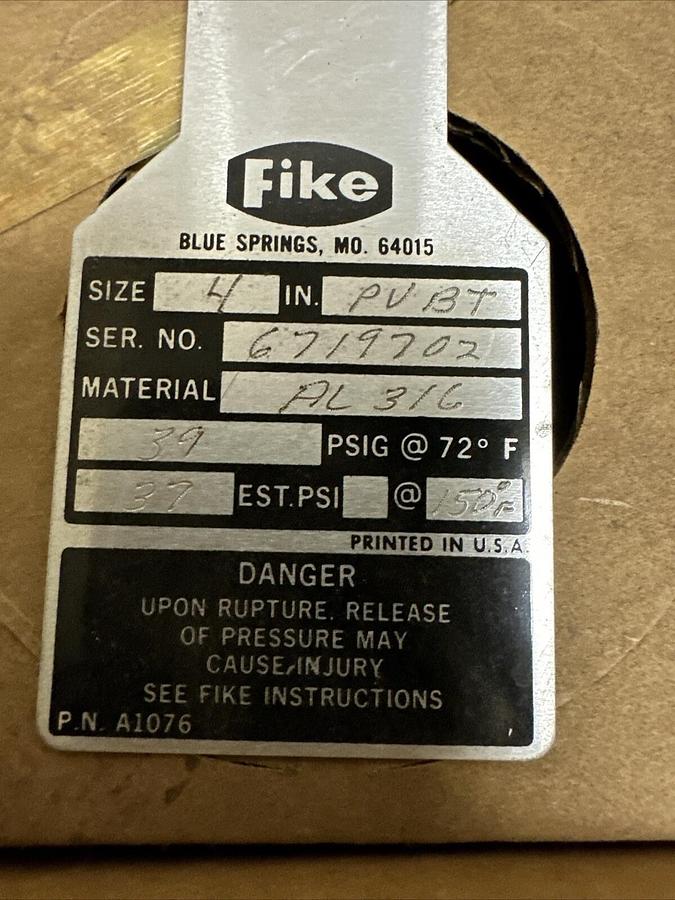 Fike
BLUE SPRINGS, MO. 64015
SIZE 4 IN. PV BT
SER. NO. 6719702
MATERIAL AL 316
39 PSIG @ 72° F
37 EST. PSI @ 150°F
PRINTED IN U.S.A.
DANGER
UPON RUPTURE. RELEASE
OF PRESSURE MAY
CAUSE INJURY
SEE FIKE INSTRUCTIONS
P.N. A1076